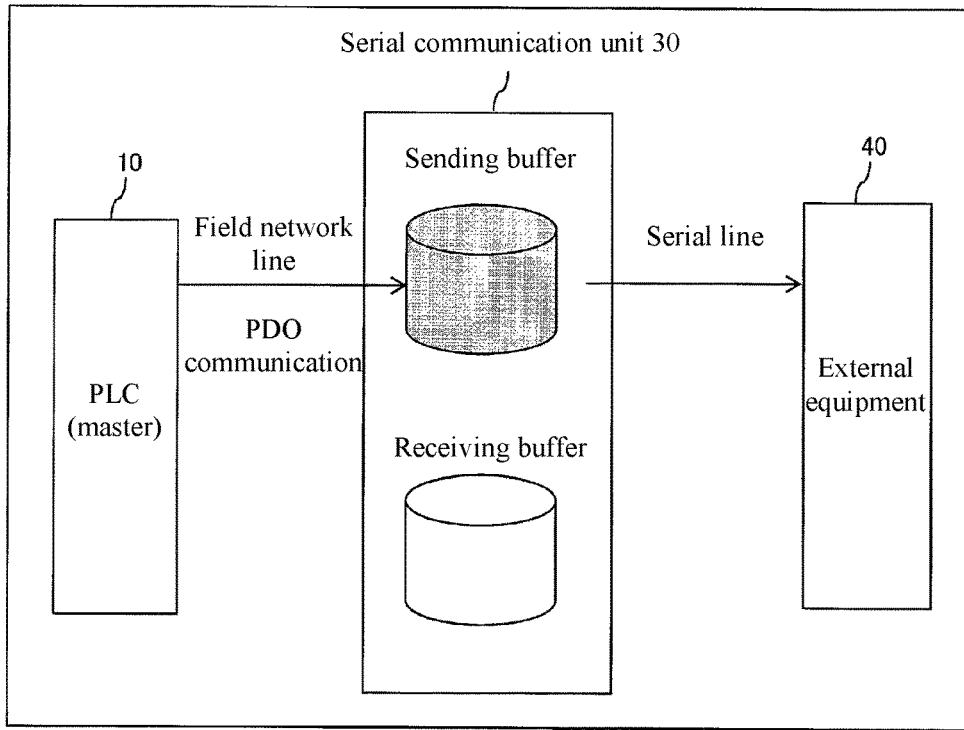 Serial communication unit 30
10
Sending buffer
40
Field network
line
Serial line
PDO
communication
PLC
(master)
External
equipment
Receiving buffer